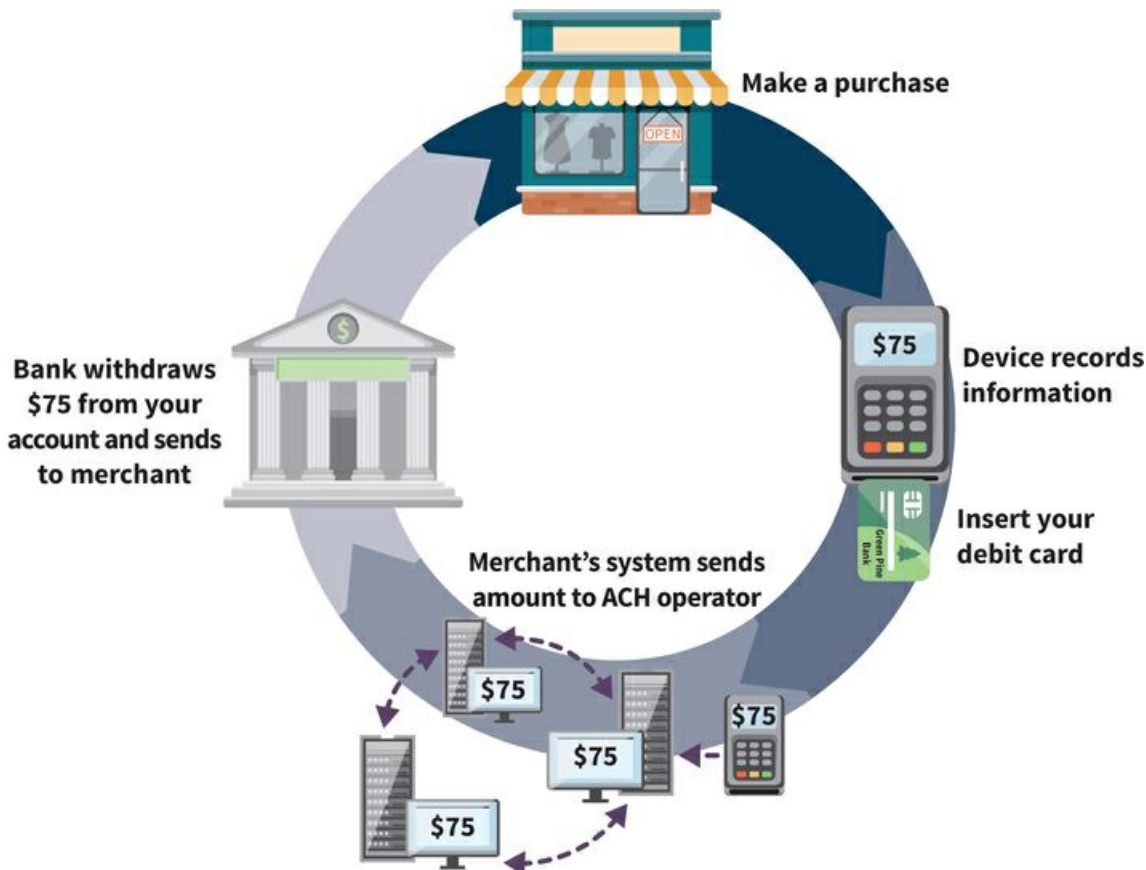 Make a purchase
OPEN
$75
Device records
information
Insert your
debit card
Green Pine
Bank
Merchant's system sends
amount to ACH operator
$75
$75
$75
$75
$
Bank withdraws
$75 from your
account and sends
to merchant